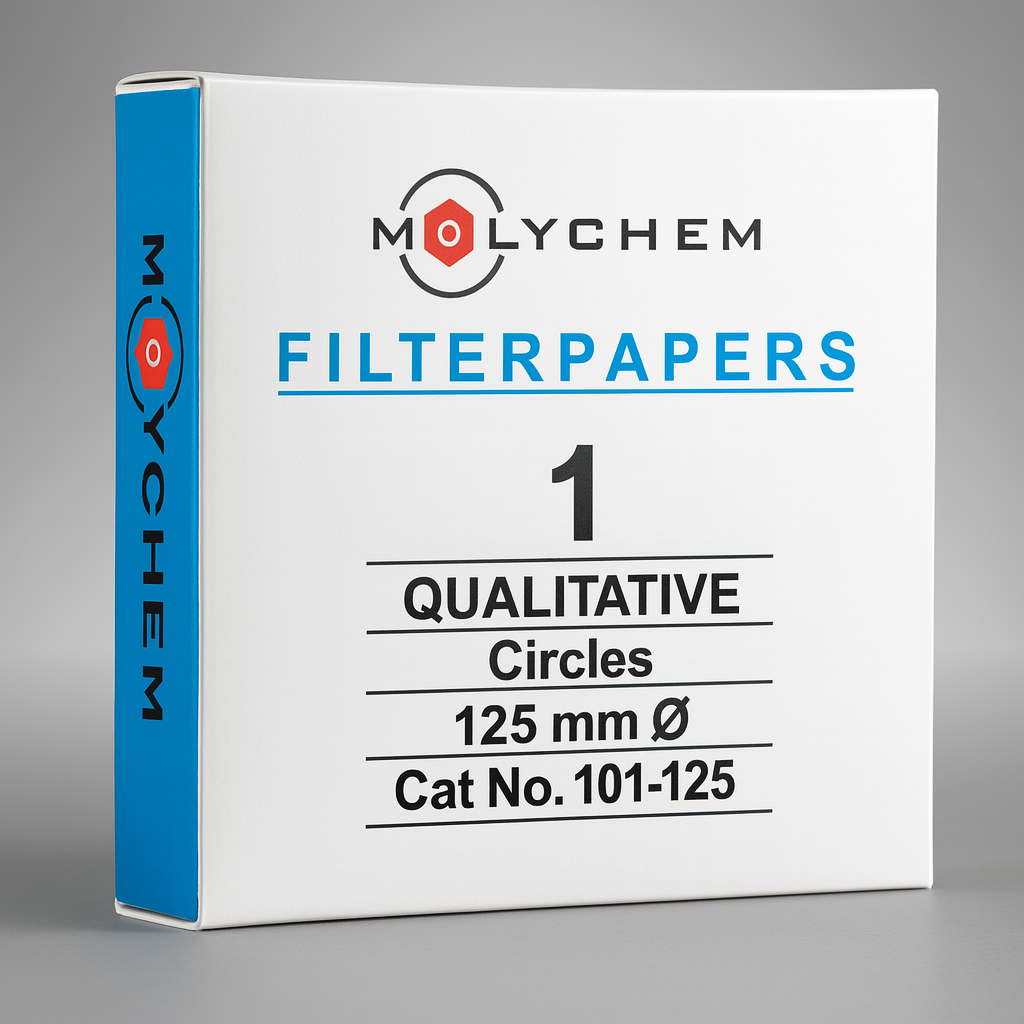 MOLYCHEM
FILTERPAPERS
1
QUALITATIVE
Circles
125 mm Ø
Cat No. 101-125
MOLYCHEM